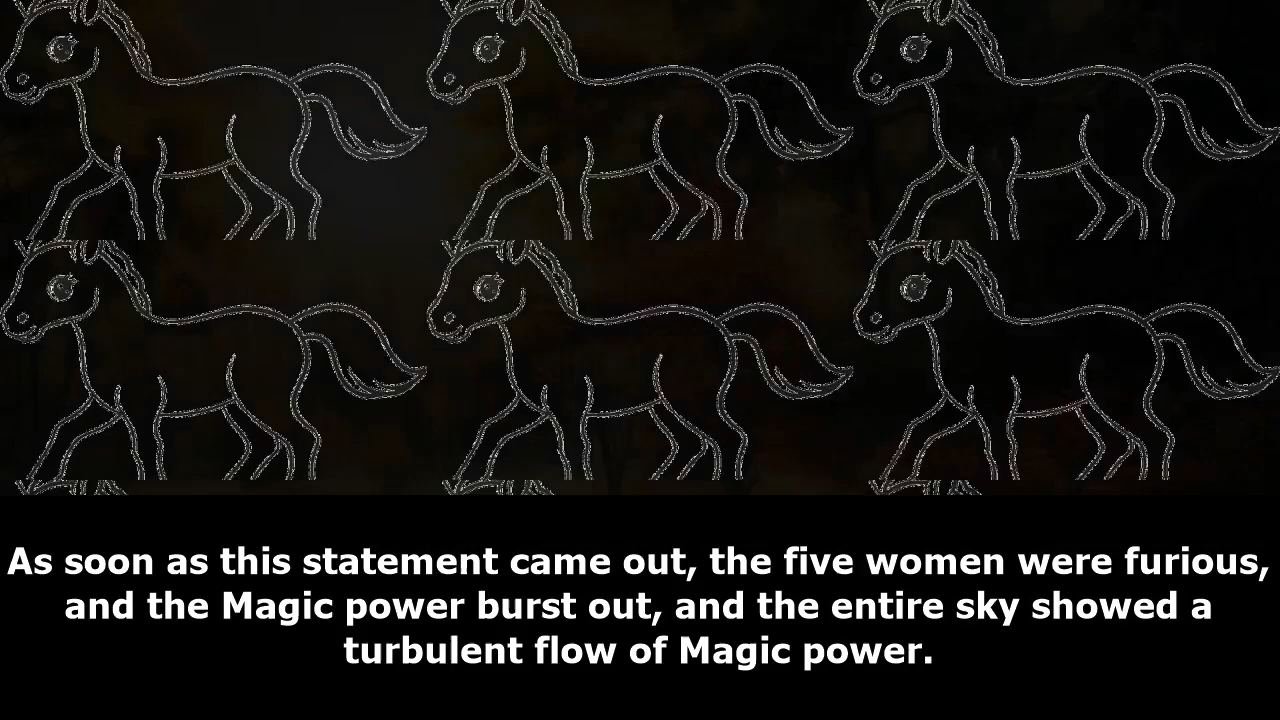 As soon as this statement came out, the five women were furious,
and the Magic power burst out, and the entire sky showed a
turbulent flow of Magic power.